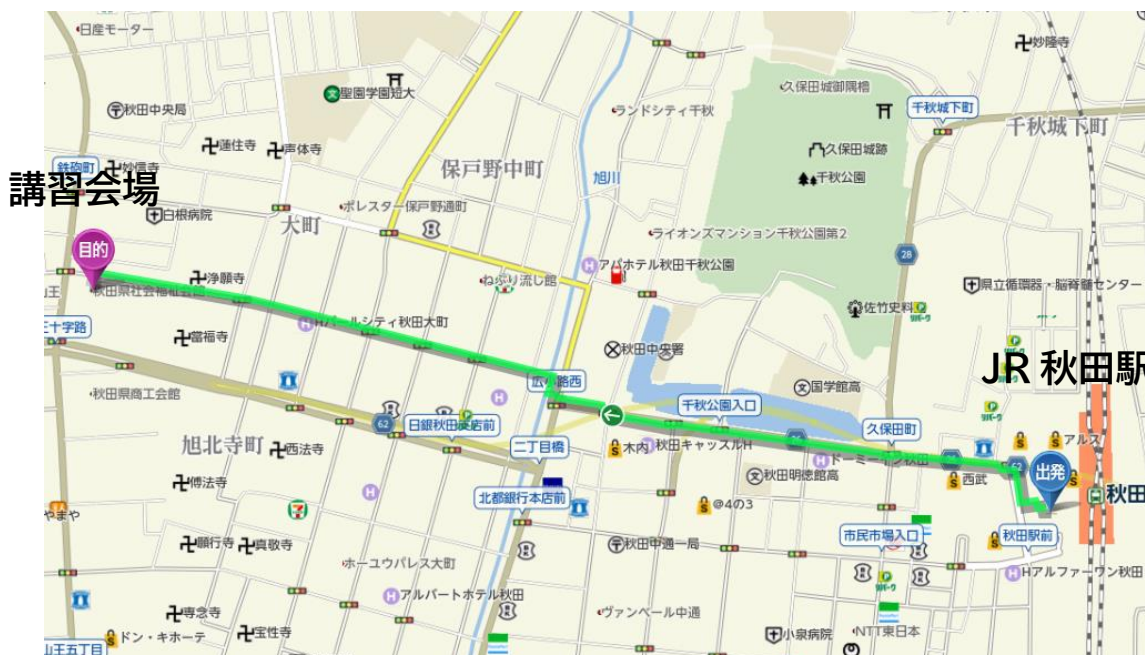 日産モーター
卍妙隆寺
久保田城御隅櫓
聖園学園短大
秋田中央局
ランドシティ千秋
千秋城下町
千秋城下町
蓮住寺
声体寺
久保田城跡
保戸野中町
鉄砲町
妙信寺
旭川
千秋公園
講習会場
白根病院
ポレスター保戸野通町
大町
ライオンズマンション千秋公園第2
目的
28
アパホテル秋田千秋公園
浄願寺
ねぶり流し館
県立循環器・脳脊髄センター
秋田県社会福祉会館
佐竹史料
Hパールシティ秋田大町
當福寺
秋田中央署
JR 秋田駅
広小路西
国学館高
秋田県商工会館
千秋公園入口
62
日銀秋田支店前
久保田町
アルス
旭北寺町
西法寺
二丁目橋
木内
秋田キャッスルH
ドーミーイン秋田
62
出発
秋田明徳館高
西武
傅法寺
北都銀行本店前
@4の3
秋田
やまや
市民市場入口
秋田駅前
願行寺
真敬寺
秋田中通一局
ホーユウパレス大町
Hアルファーワン秋田
アルバートホテル秋田
専念寺
ヴァンベール中通
ドン・キホーテ
宝性寺
小泉病院
NTT東日本
山王五丁目